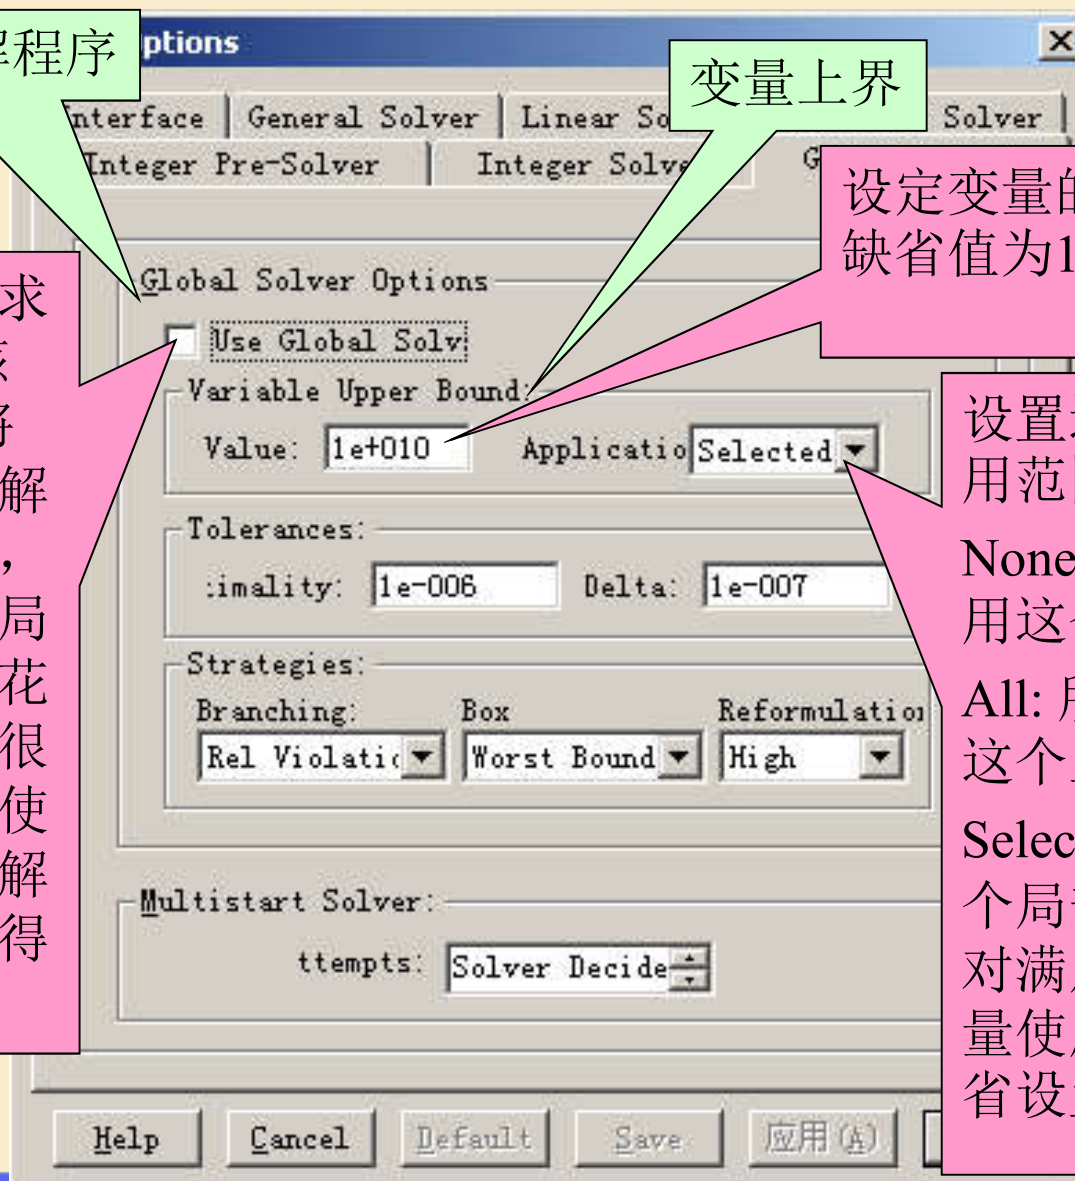 解程序
ptions
变量上界
nterface General Solver Linear So Solver
Integer Pre-Solver Integer Solve G
设定变量的
缺省值为1
Global Solver Options
Use Global Solv
Variable Upper Bound:
Value: 1e+010 Applicatio Selected
Tolerances:
imality: 1e-006 Delta: 1e-007
Strategies:
Branching: Box Reformulation
Rel Violatic Worst Bound High
Multistart Solver:
ttempts: Solver Decide
Help Cancel Default Save 应用(A)
求
将
解
，
局
花
很
使
解
得
设置
用范
None
用这
All:
这个
Selec
个局
对满
量使
省设